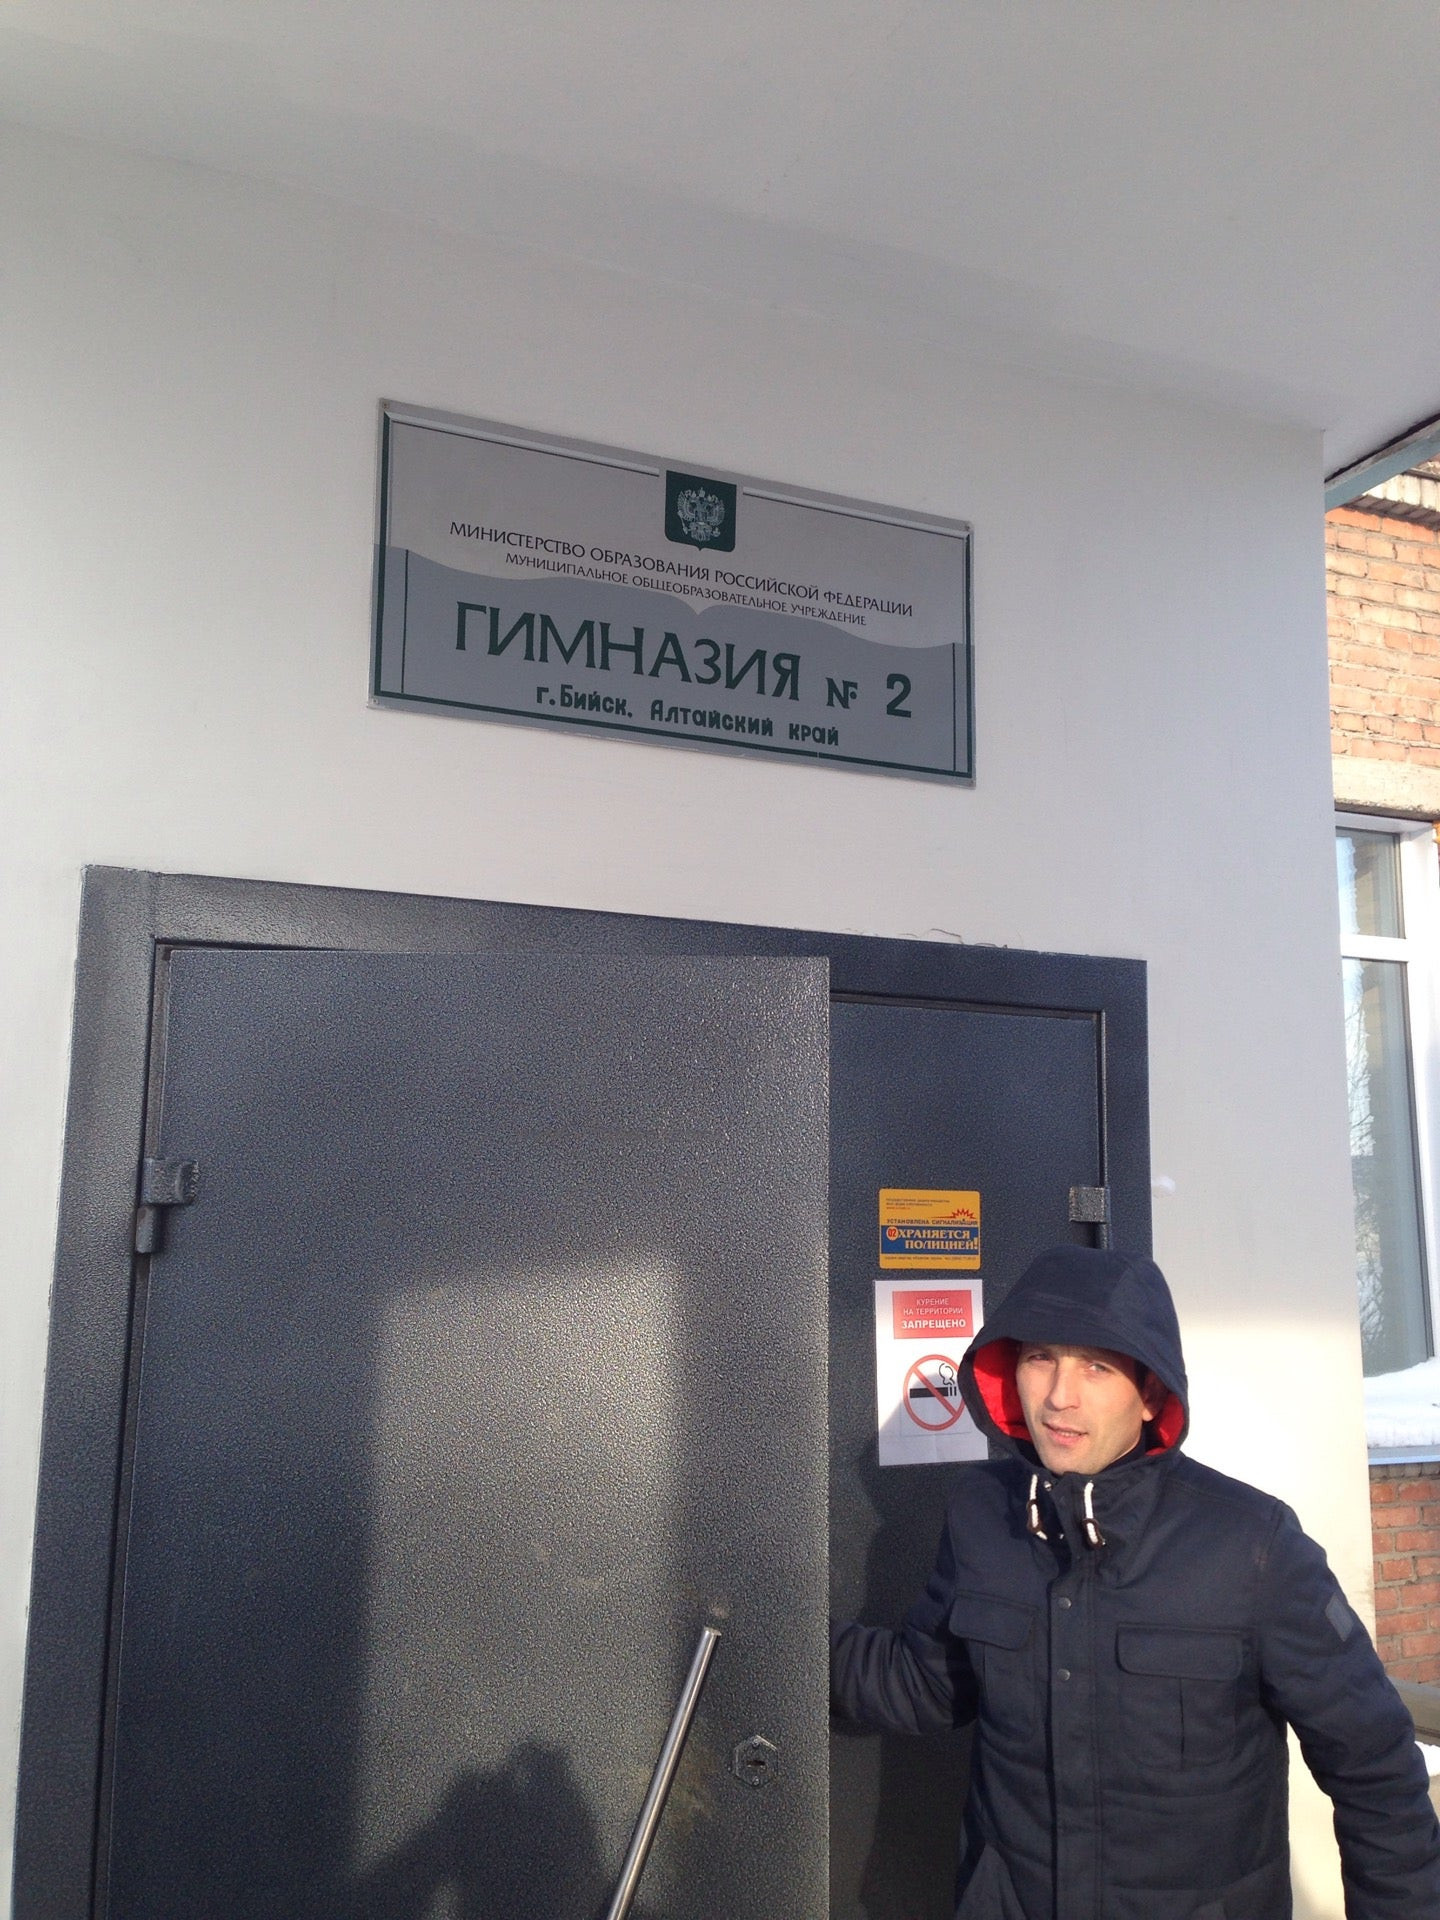 МИНИСТЕРСТВО ОБРАЗОВАНИЯ РОССИЙСКОЙ ФЕДЕРАЦИИ
МУНИЦИПАЛЬНОЕ ОБЩЕОБРАЗОВАТЕЛЬНОЕ УЧРЕЖДЕНИЕ
ГИМНАЗИЯ № 2
г.Бийск, Алтайский край
УСТАНОВЛЕНА СИГНАЛИЗАЦИЯ
02
ОХРАНЯЕТСЯ
ПОЛИЦИЕЙ!
КУРЕНИЕ
НА ТЕРРИТОРИИ
ЗАПРЕЩЕНО